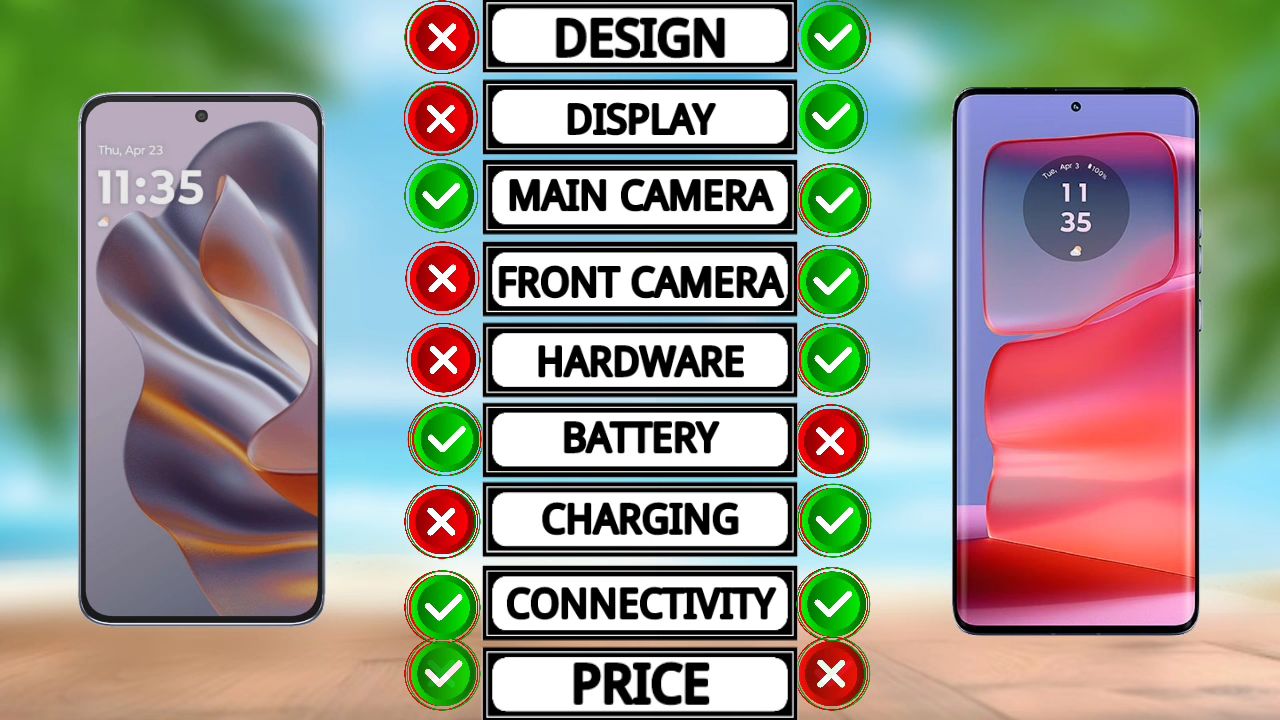 DESIGN
DISPLAY
MAIN CAMERA
FRONT CAMERA
HARDWARE
BATTERY
CHARGING
CONNECTIVITY
PRICE
Thu, Apr 23
11:35
Tue, Apr 3 100%
11
35